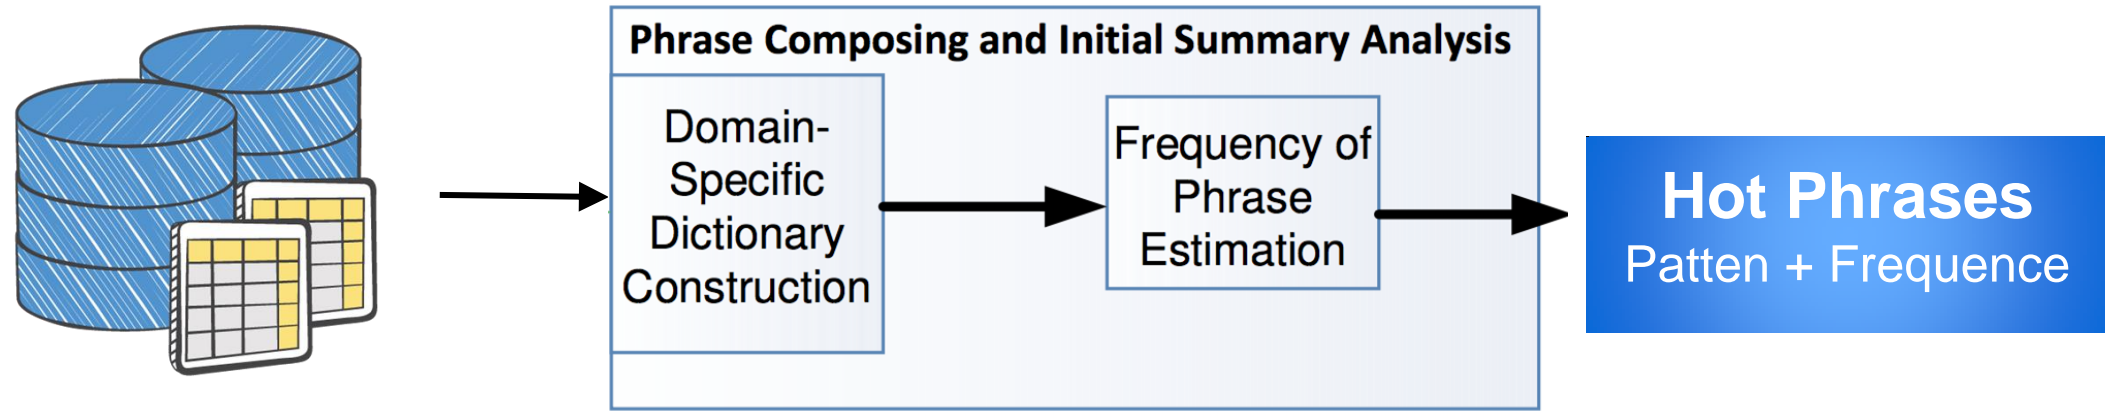 Phrase Composing and Initial Summary Analysis
Domain-
Specific
Dictionary
Construction
Frequency of
Phrase
Estimation
Hot Phrases
Patten + Frequence